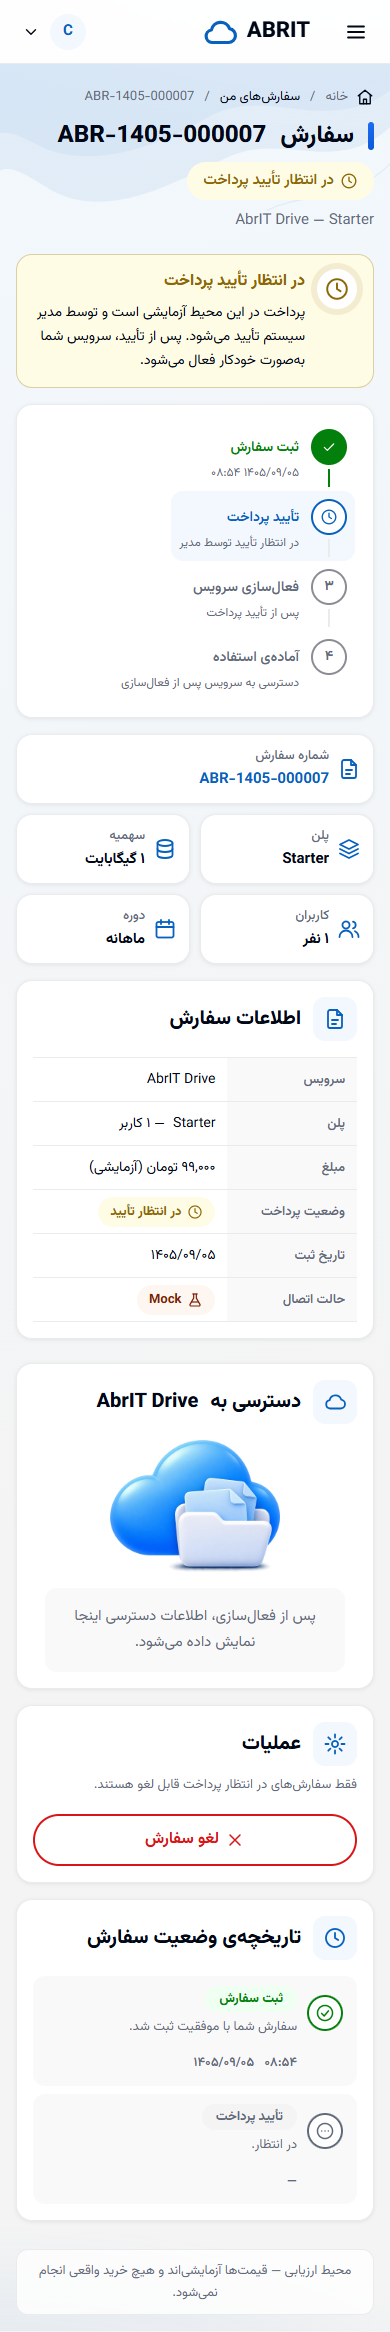 ABRIT
C
خانه / سفارش‌های من / ABR-1405-000007
سفارش ABR-1405-000007
در انتظار تأیید پرداخت
AbrIT Drive — Starter
در انتظار تأیید پرداخت
پرداخت در این محیط آزمایشی است و توسط مدیر
سیستم تأیید می‌شود. پس از تأیید، سرویس شما
به‌صورت خودکار فعال می‌شود.
ثبت سفارش
۱۴۰۵/۰۹/۰۵ ۰۸:۵۴
تأیید پرداخت
در انتظار تأیید توسط مدیر
۳
فعال‌سازی سرویس
پس از تأیید پرداخت
۴
آماده‌ی استفاده
دسترسی به سرویس پس از فعال‌سازی
شماره سفارش
ABR-1405-000007
پلن
Starter
سهمیه
۱ گیگابایت
کاربران
۱ نفر
دوره
ماهانه
اطلاعات سفارش
سرویس AbrIT Drive
پلن Starter — ۱ کاربر
مبلغ ۹۹,۰۰۰ تومان (آزمایشی)
وضعیت پرداخت در انتظار تأیید
تاریخ ثبت ۱۴۰۵/۰۹/۰۵
حالت اتصال Mock
دسترسی به AbrIT Drive
پس از فعال‌سازی، اطلاعات دسترسی اینجا
نمایش داده می‌شود.
عملیات
فقط سفارش‌های در انتظار پرداخت قابل لغو هستند.
لغو سفارش
تاریخچه‌ی وضعیت سفارش
ثبت سفارش
سفارش شما با موفقیت ثبت شد.
۰۸:۵۴ ۱۴۰۵/۰۹/۰۵
تأیید پرداخت
در انتظار.
—
محیط ارزیابی — قیمت‌ها آزمایشی‌اند و هیچ خرید واقعی انجام
نمی‌شود.